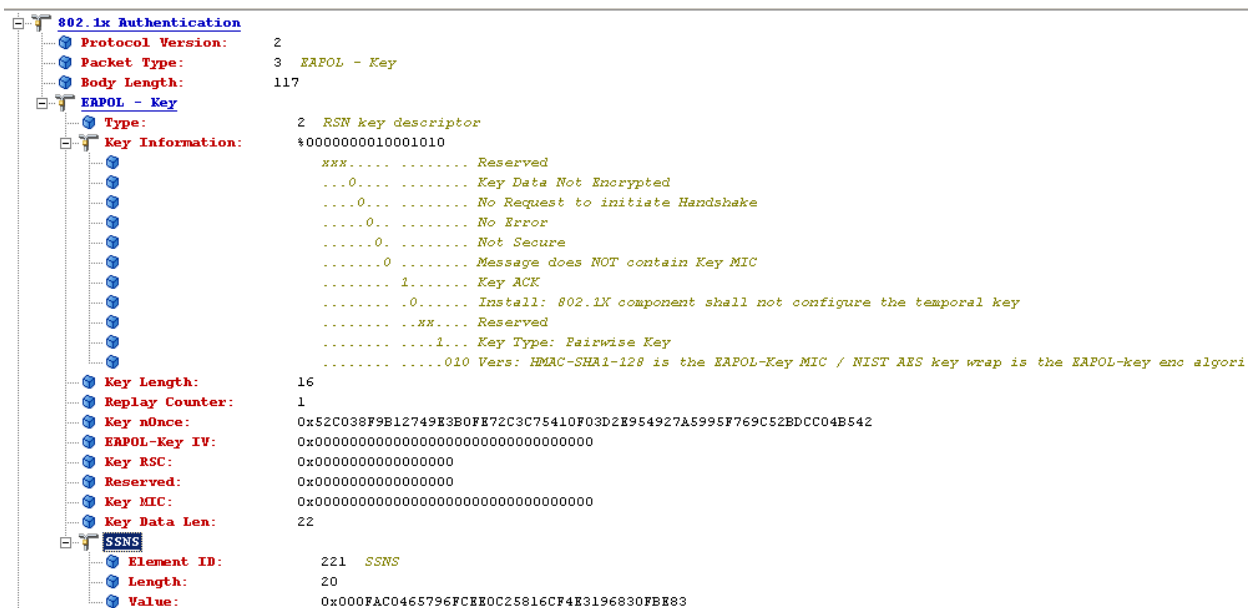 802.1x Authentication
Protocol Version: 2
Packet Type: 3 EAPOL - Key
Body Length: 117
EAPOL - Key
Type: 2 RSN key descriptor
Key Information: %0000000010001010
xxx..... ........ Reserved
...0.... ........ Key Data Not Encrypted
....0... ........ No Request to initiate Handshake
.....0.. ........ No Error
......0. ........ Not Secure
.......0 ........ Message does NOT contain Key MIC
........ 1....... Key ACK
........ .0...... Install: 802.1X component shall not configure the temporal key
........ ..xx.... Reserved
........ ....1... Key Type: Pairwise Key
........ .....010 Vers: HMAC-SHA1-128 is the EAPOL-Key MIC / NIST AES key wrap is the EAPOL-key enc algori
Key Length: 16
Replay Counter: 1
Key nOnce: 0x52C038F9B12749E3B0FE72C3C75410F03D2E954927A5995F769C52BDCC04B542
EAPOL-Key IV: 0x00000000000000000000000000000000
Key RSC: 0x0000000000000000
Reserved: 0x0000000000000000
Key MIC: 0x00000000000000000000000000000000
Key Data Len: 22
SSNS
Element ID: 221 SSNS
Length: 20
Value: 0x000FAC0465796FCEE0C25816CF4E3196830FBE83